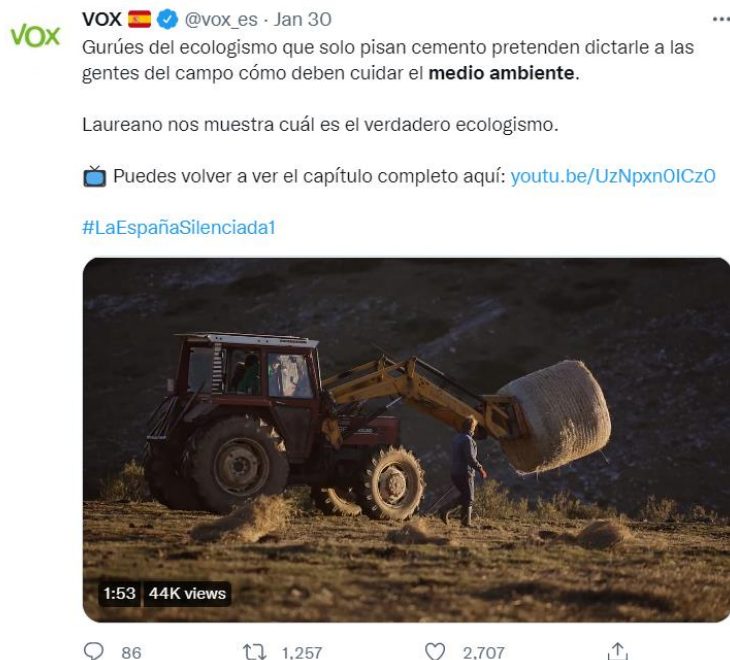 VOX
VOX 🇪🇸 @vox_es · Jan 30
Gurúes del ecologismo que solo pisan cemento pretenden dictarle a las
gentes del campo cómo deben cuidar el medio ambiente.
Laureano nos muestra cuál es el verdadero ecologismo.
📺 Puedes volver a ver el capítulo completo aquí: youtu.be/UzNpxn0ICz0
#LaEspañaSilenciada1
1:53 44K views
86 1,257 2,707